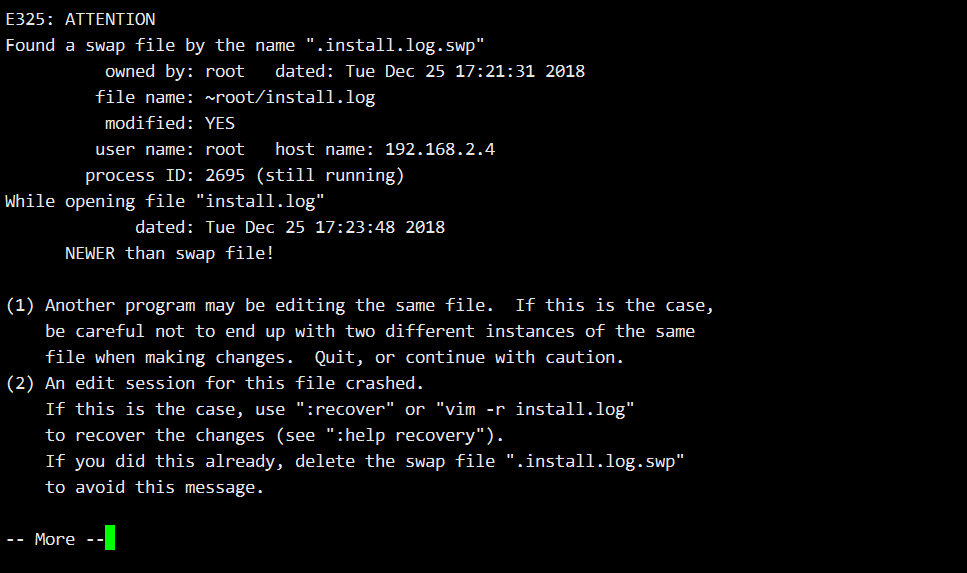 E325: ATTENTION
Found a swap file by the name ".install.log.swp"
          owned by: root   dated: Tue Dec 25 17:21:31 2018
         file name: ~root/install.log
          modified: YES
         user name: root   host name: 192.168.2.4
        process ID: 2695 (still running)
While opening file "install.log"
             dated: Tue Dec 25 17:23:48 2018
      NEWER than swap file!

(1) Another program may be editing the same file.  If this is the case,
    be careful not to end up with two different instances of the same
    file when making changes.  Quit, or continue with caution.
(2) An edit session for this file crashed.
    If this is the case, use ":recover" or "vim -r install.log"
    to recover the changes (see ":help recovery").
    If you did this already, delete the swap file ".install.log.swp"
    to avoid this message.

-- More --